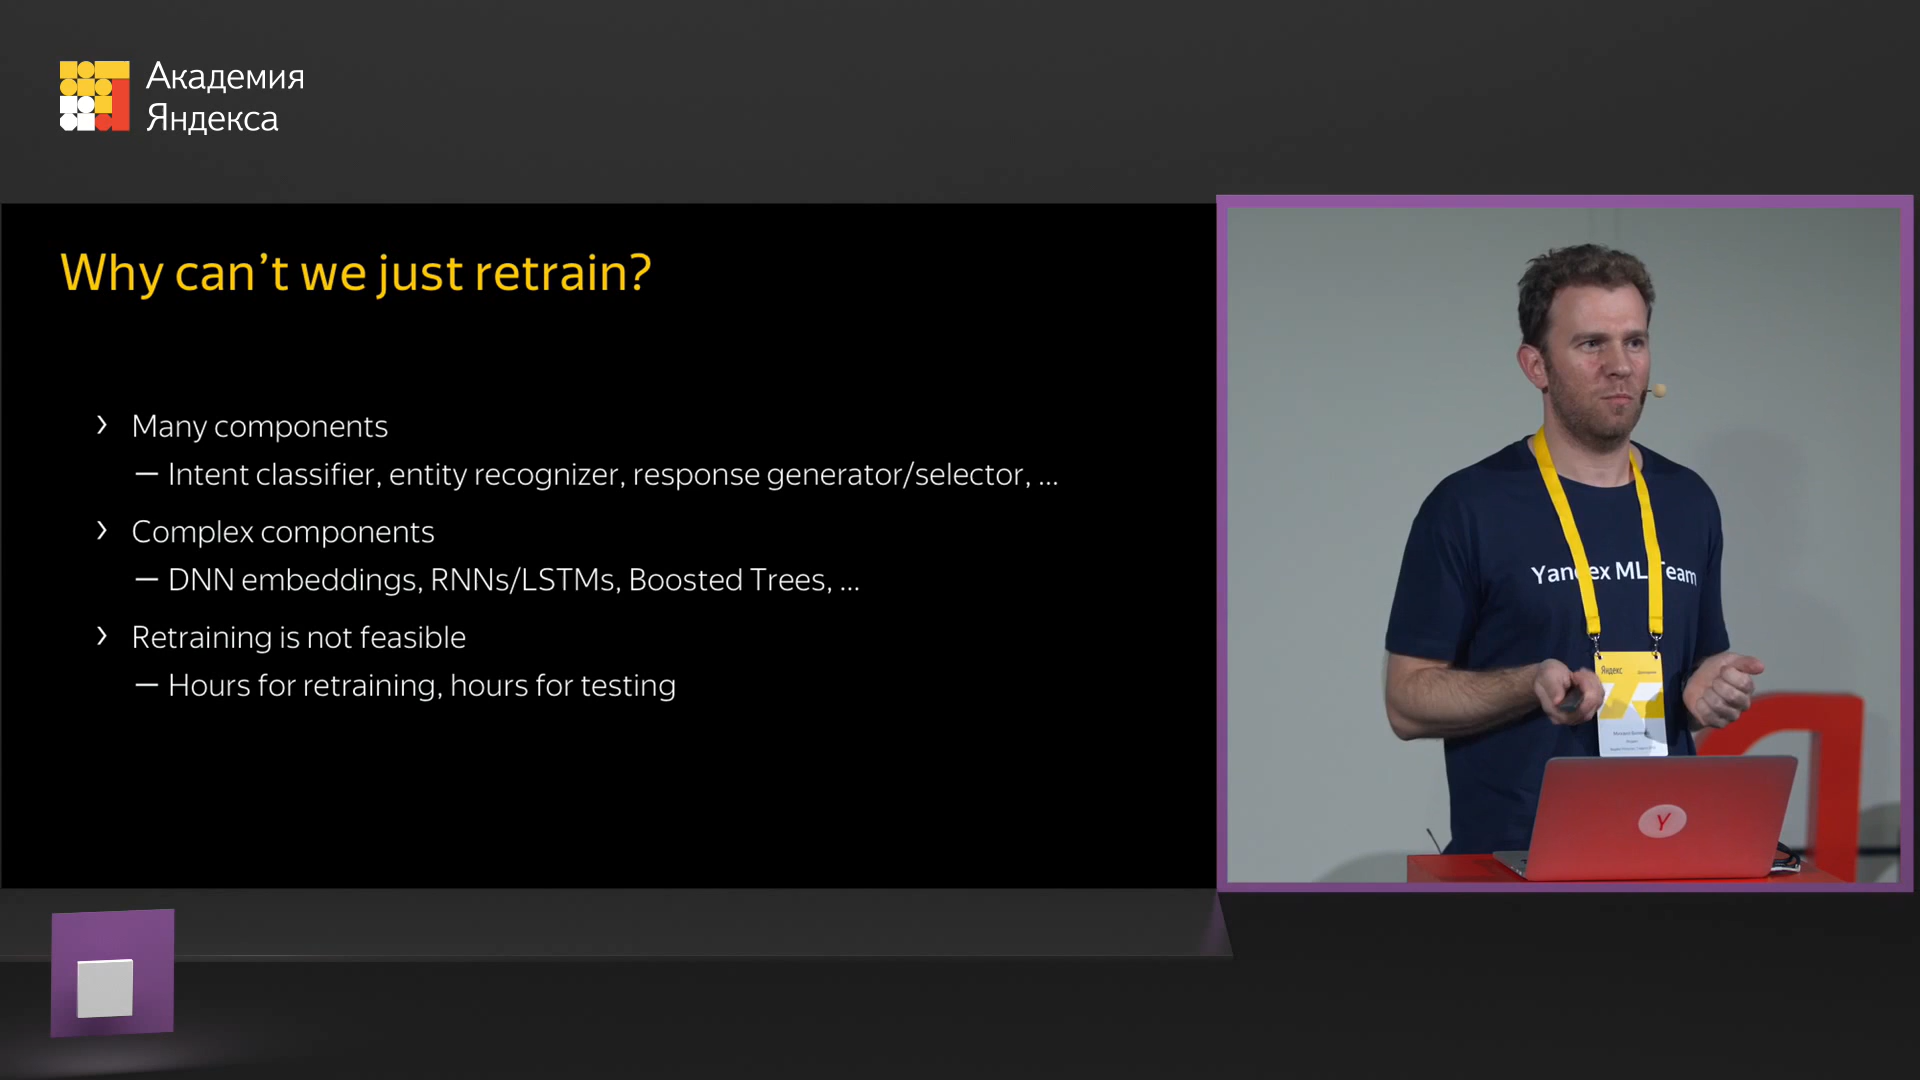 Академия
Яндекса
Why can’t we just retrain?
Many components
— Intent classifier, entity recognizer, response generator/selector, ...
Complex components
— DNN embeddings, RNNs/LSTMs, Boosted Trees, ...
Retraining is not feasible
— Hours for retraining, hours for testing
Yandex ML Team
Яндекс
Y